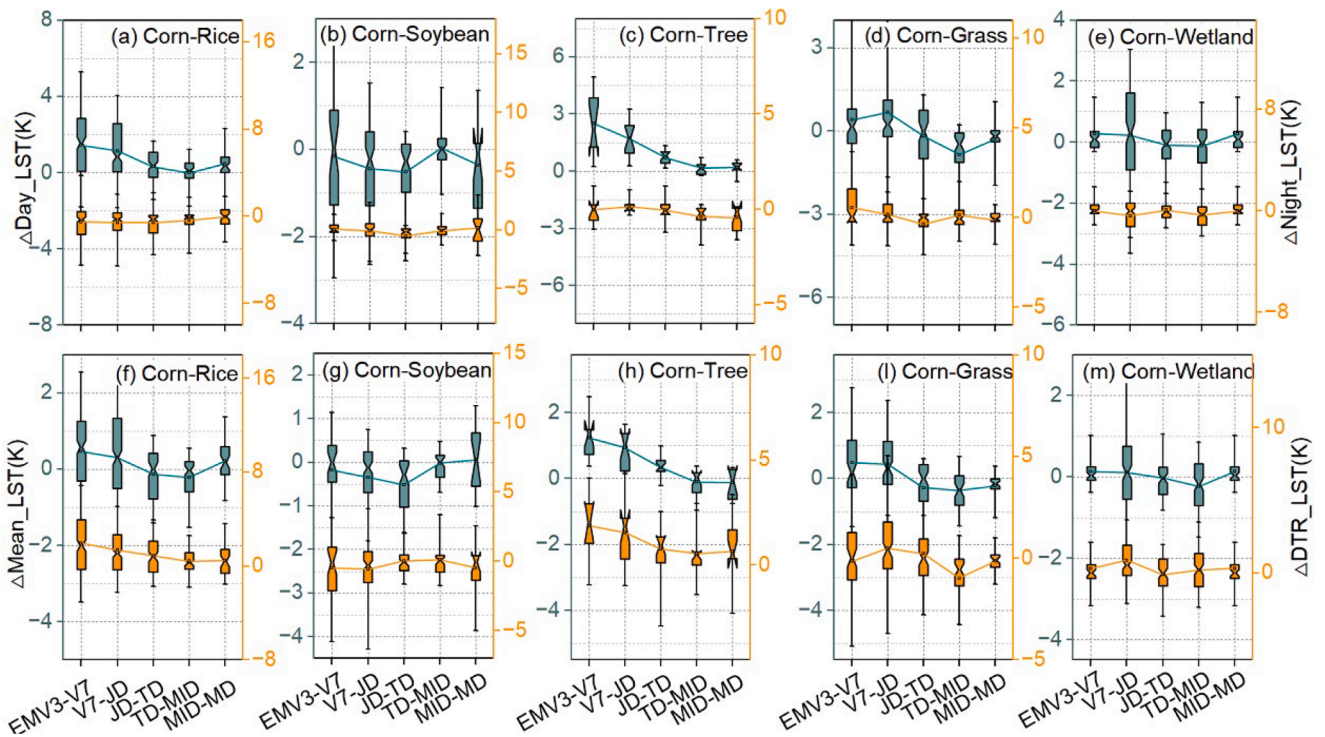 (a) Corn-Rice
(b) Corn-Soybean
(c) Corn-Tree
(d) Corn-Grass
(e) Corn-Wetland
△Day_LST(K)
8
4
0
−4
−8
16
8
0
−8
2
0
−2
−4
15
10
5
0
−5
6
3
0
−3
−6
10
5
0
−5
3
0
−3
−6
10
5
0
−5
4
2
0
−2
−4
−6
8
0
−8
△Night_LST(K)
(f) Corn-Rice
(g) Corn-Soybean
(h) Corn-Tree
(l) Corn-Grass
(m) Corn-Wetland
△Mean_LST(K)
2
0
−2
−4
16
8
0
−8
2
1
0
−1
−2
−3
−4
15
10
5
0
−5
2
0
−2
−4
10
5
0
2
0
−2
−4
5
0
−5
2
0
−2
−4
10
0
△DTR_LST(K)
EMV3-V7
V7-JD
JD-TD
TD-MID
MID-MD
EMV3-V7
V7-JD
JD-TD
TD-MID
MID-MD
EMV3-V7
V7-JD
JD-TD
TD-MID
MID-MD
EMV3-V7
V7-JD
JD-TD
TD-MID
MID-MD
EMV3-V7
V7-JD
JD-TD
TD-MID
MID-MD